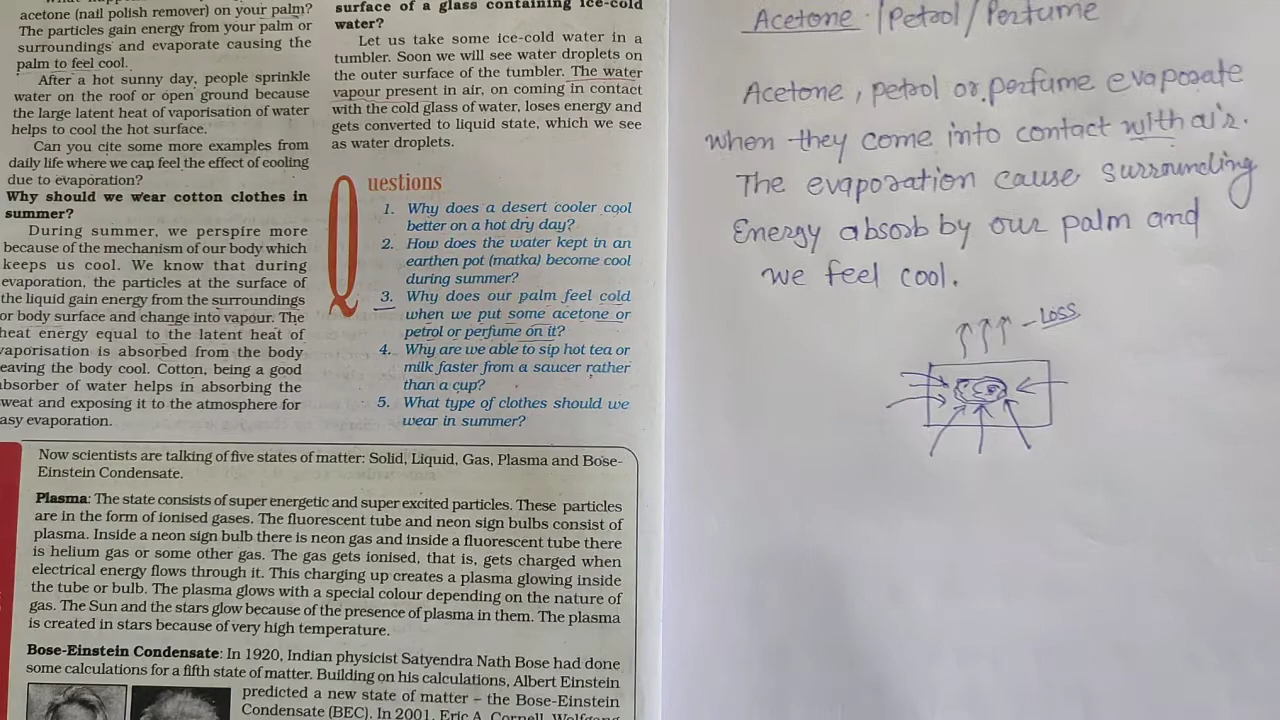 acetone (nail polish remover) on your palm?
The particles gain energy from your palm or
surroundings and evaporate causing the
palm to feel cool.
After a hot sunny day, people sprinkle
water on the roof or open ground because
the large latent heat of vaporisation of water
helps to cool the hot surface.
Can you cite some more examples from
daily life where we can feel the effect of cooling
due to evaporation?
Why should we wear cotton clothes in
summer?
During summer, we perspire more
because of the mechanism of our body which
keeps us cool. We know that during
evaporation, the particles at the surface of
the liquid gain energy from the surroundings
or body surface and change into vapour. The
heat energy equal to the latent heat of
vaporisation is absorbed from the body
leaving the body cool. Cotton, being a good
absorber of water helps in absorbing the
sweat and exposing it to the atmosphere for
easy evaporation.
surface of a glass containing ice-cold
water?
Let us take some ice-cold water in a
tumbler. Soon we will see water droplets on
the outer surface of the tumbler. The water
vapour present in air, on coming in contact
with the cold glass of water, loses energy and
gets converted to liquid state, which we see
as water droplets.
Questions
1. Why does a desert cooler cool
better on a hot dry day?
2. How does the water kept in an
earthen pot (matka) become cool
during summer?
3. Why does our palm feel cold
when we put some acetone or
petrol or perfume on it?
4. Why are we able to sip hot tea or
milk faster from a saucer rather
than a cup?
5. What type of clothes should we
wear in summer?
Now scientists are talking of five states of matter: Solid, Liquid, Gas, Plasma and Bose-
Einstein Condensate.
Plasma: The state consists of super energetic and super excited particles. These particles
are in the form of ionised gases. The fluorescent tube and neon sign bulbs consist of
plasma. Inside a neon sign bulb there is neon gas and inside a fluorescent tube there
is helium gas or some other gas. The gas gets ionised, that is, gets charged when
electrical energy flows through it. This charging up creates a plasma glowing inside
the tube or bulb. The plasma glows with a special colour depending on the nature of
gas. The Sun and the stars glow because of the presence of plasma in them. The plasma
is created in stars because of very high temperature.
Bose-Einstein Condensate: In 1920, Indian physicist Satyendra Nath Bose had done
some calculations for a fifth state of matter. Building on his calculations, Albert Einstein
predicted a new state of matter – the Bose-Einstein
Condensate (BEC). In 2001, Eric A. Cornell,
Acetone / Petrol / Perfume
Acetone, petrol or perfume evaporate
when they come into contact with air.
The evaporation cause surrounding
Energy absorb by our palm and
we feel cool.
Loss